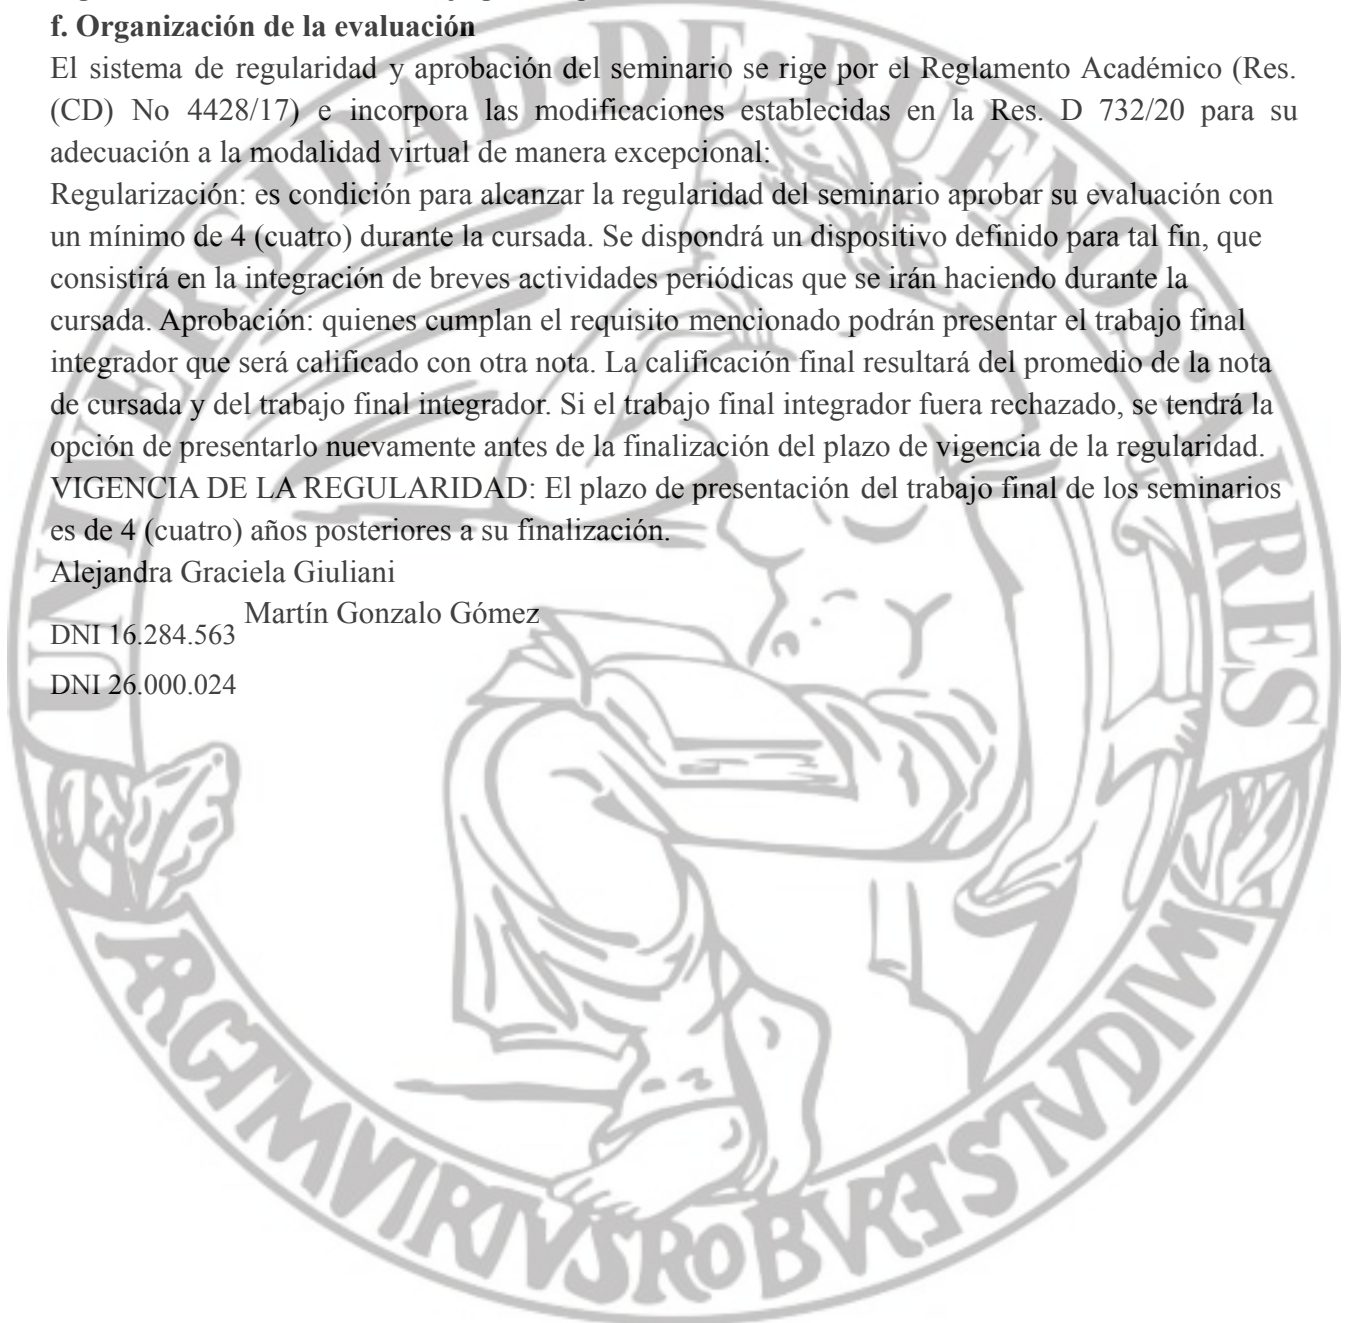 f. Organización de la evaluación
El sistema de regularidad y aprobación del seminario se rige por el Reglamento Académico (Res.
(CD) No 4428/17) e incorpora las modificaciones establecidas en la Res. D 732/20 para su
adecuación a la modalidad virtual de manera excepcional:
Regularización: es condición para alcanzar la regularidad del seminario aprobar su evaluación con
un mínimo de 4 (cuatro) durante la cursada. Se dispondrá un dispositivo definido para tal fin, que
consistirá en la integración de breves actividades periódicas que se irán haciendo durante la
cursada. Aprobación: quienes cumplan el requisito mencionado podrán presentar el trabajo final
integrador que será calificado con otra nota. La calificación final resultará del promedio de la nota
de cursada y del trabajo final integrador. Si el trabajo final integrador fuera rechazado, se tendrá la
opción de presentarlo nuevamente antes de la finalización del plazo de vigencia de la regularidad.
VIGENCIA DE LA REGULARIDAD: El plazo de presentación del trabajo final de los seminarios
es de 4 (cuatro) años posteriores a su finalización.
Alejandra Graciela Giuliani
Martín Gonzalo Gómez
DNI 16.284.563
DNI 26.000.024
UNIVERSIDAD·DE·BUENOS·AIRES
ARGTMVIRTVSROBVRETSTVDIVM